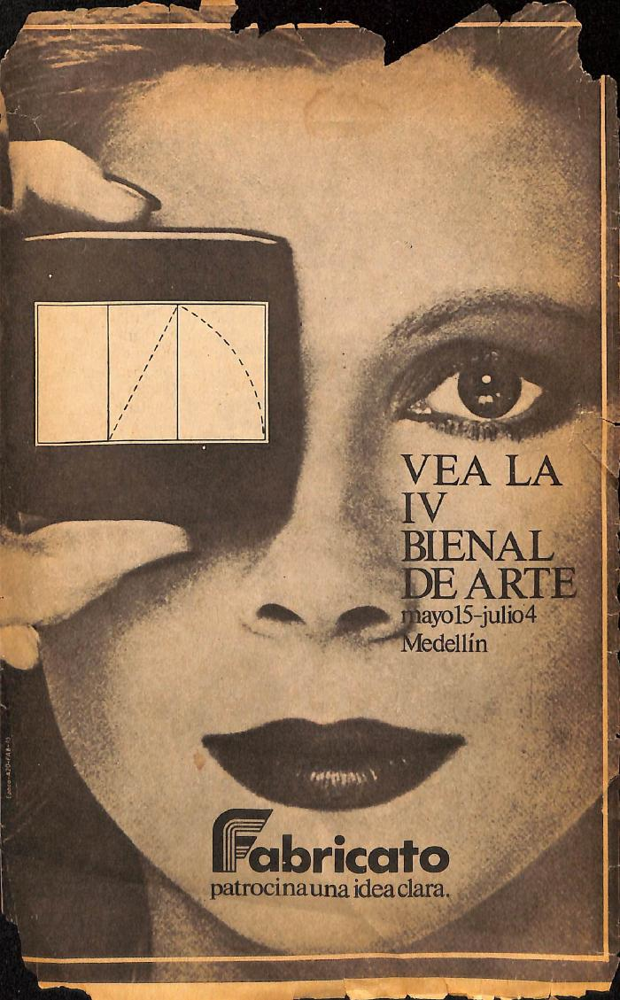 VEA LA
IV
BIENAL
DE ARTE
mayo15-julio4
Medellín
Fabricato
patrocina una idea clara.